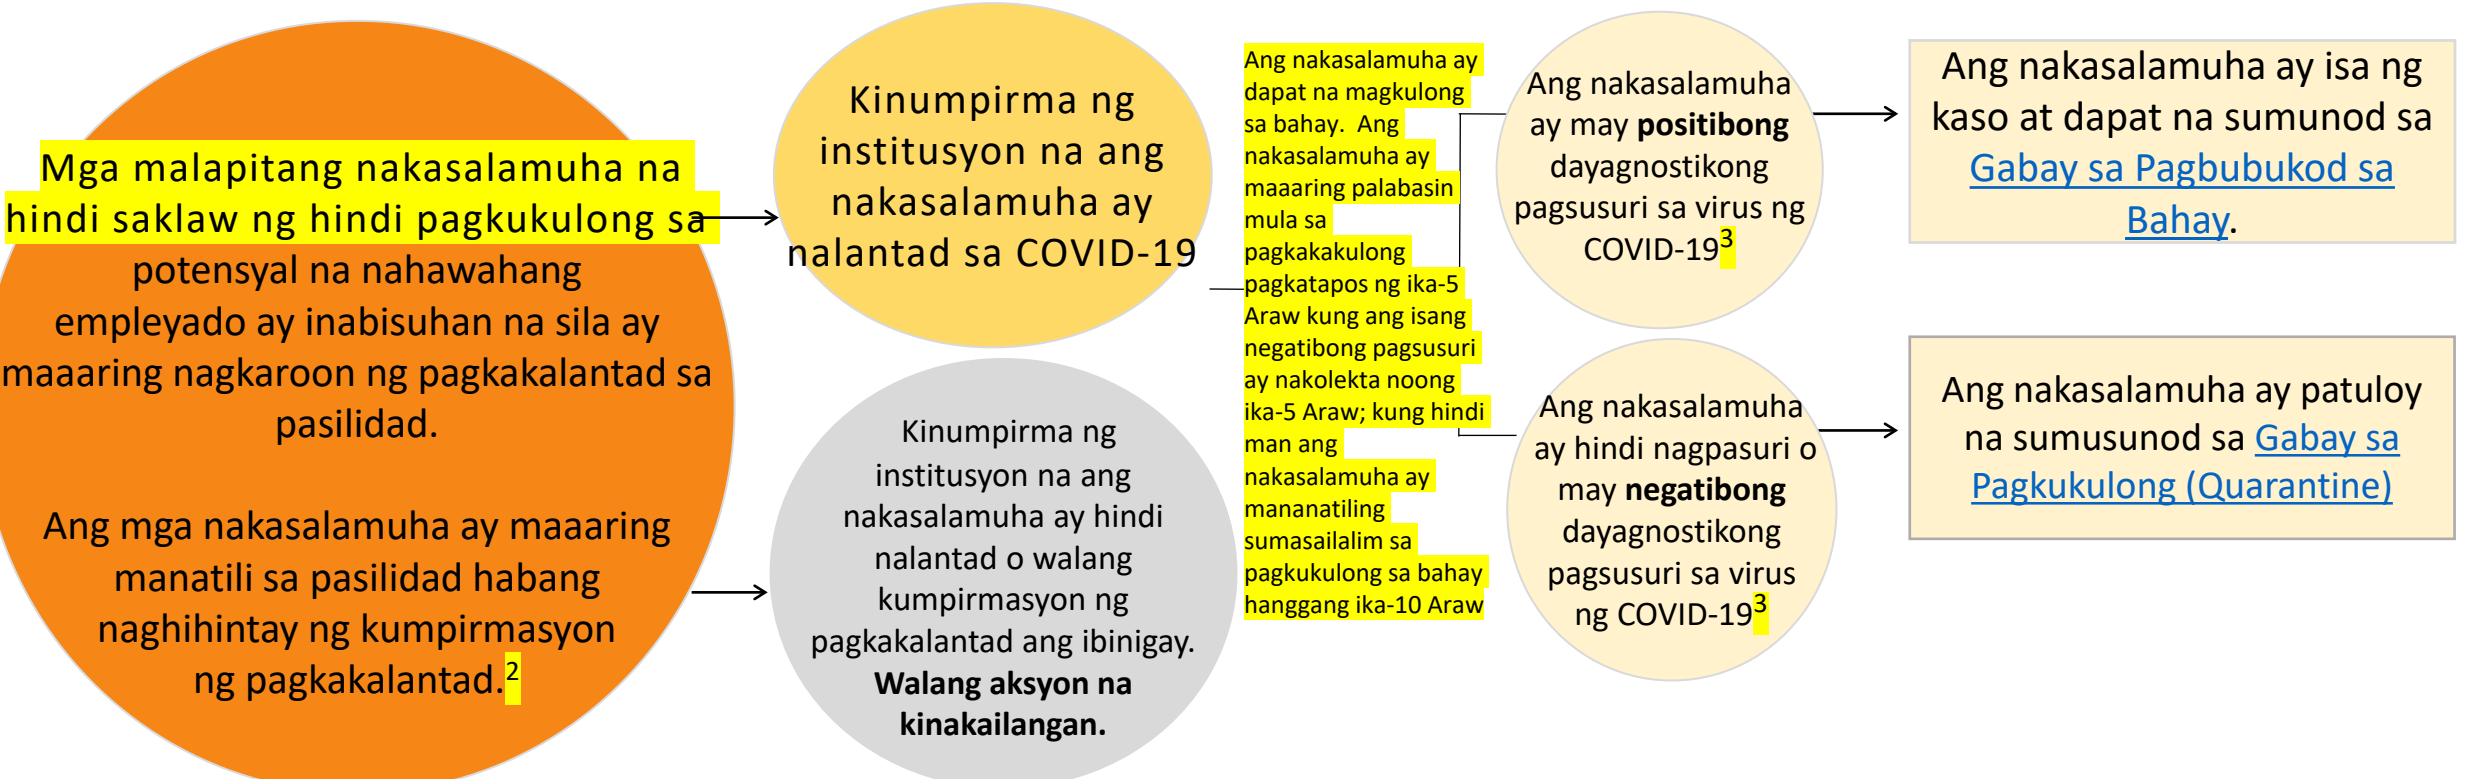 Mga malapitang nakasalamuha na
hindi saklaw ng hindi pagkukulong sa
potensyal na nahawahang
empleyado ay inabisuhan na sila ay
maaaring nagkaroon ng pagkakalantad sa
pasilidad.
Ang mga nakasalamuha ay maaaring
manatili sa pasilidad habang
naghihintay ng kumpirmasyon
ng pagkakalantad.2
Kinumpirma ng
institusyon na ang
nakasalamuha ay
nalantad sa COVID-19
Kinumpirma ng
institusyon na ang
nakasalamuha ay hindi
nalantad o walang
kumpirmasyon ng
pagkakalantad ang ibinigay.
Walang aksyon na
kinakailangan.
Ang nakasalamuha ay
dapat na magkulong
sa bahay. Ang
nakasalamuha ay
maaaring palabasin
mula sa
pagkakakulong
pagkatapos ng ika-5
Araw kung ang isang
negatibong pagsusuri
ay nakolekta noong
ika-5 Araw; kung hindi
man ang
nakasalamuha ay
mananatiling
sumasailalim sa
pagkukulong sa bahay
hanggang ika-10 Araw
Ang nakasalamuha
ay may positibong
dayagnostikong
pagsusuri sa virus ng
COVID-193
Ang nakasalamuha
ay hindi nagpasuri o
may negatibong
dayagnostikong
pagsusuri sa virus
ng COVID-193
Ang nakasalamuha ay isa ng
kaso at dapat na sumunod sa
Gabay sa Pagbubukod sa
Bahay.
Ang nakasalamuha ay patuloy
na sumusunod sa Gabay sa
Pagkukulong (Quarantine)